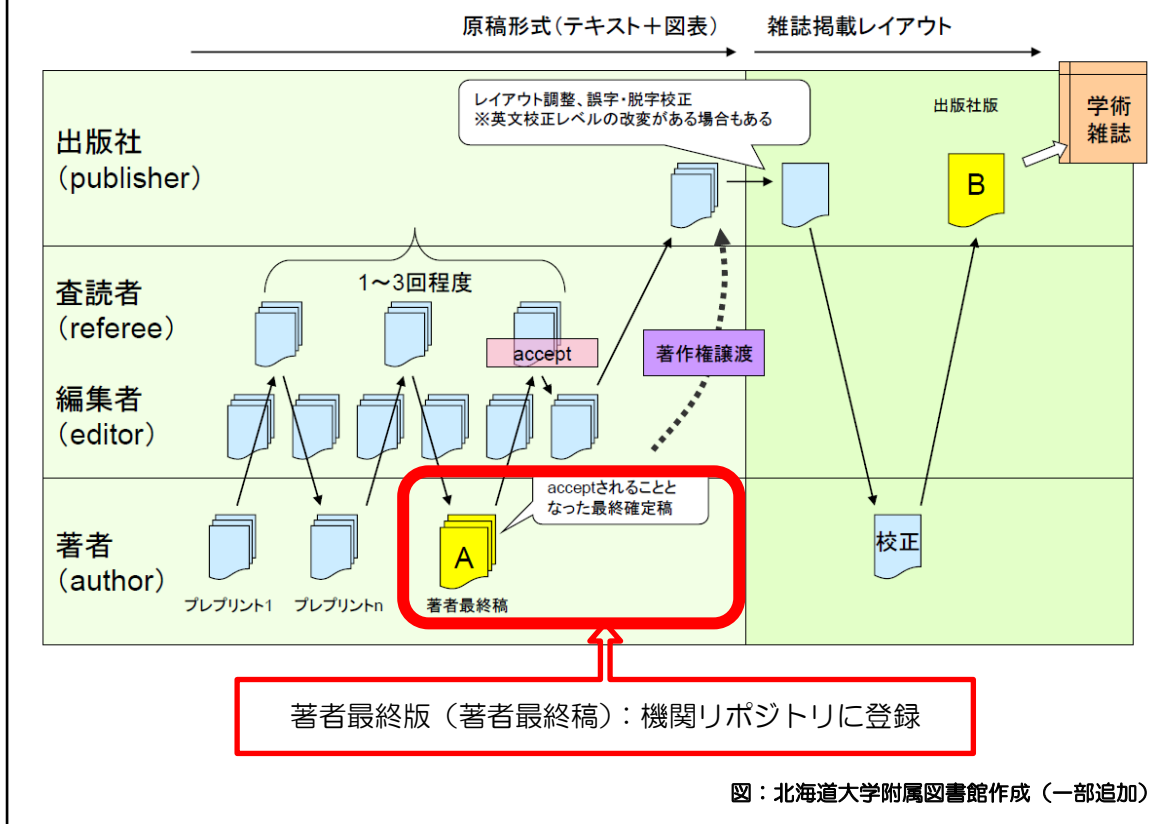 原稿形式(テキスト＋図表)
雑誌掲載レイアウト
出版社
(publisher)
レイアウト調整、誤字・脱字校正
※英文校正レベルの改変がある場合もある
出版社版
B
学術
雑誌
査読者
(referee)
1～3回程度
accept
著作権譲渡
編集者
(editor)
著者
(author)
プレプリント1
プレプリントn
A
著者最終稿
acceptされることと
なった最終確定稿
校正
著者最終版（著者最終稿）：機関リポジトリに登録
図：北海道大学附属図書館作成（一部追加）